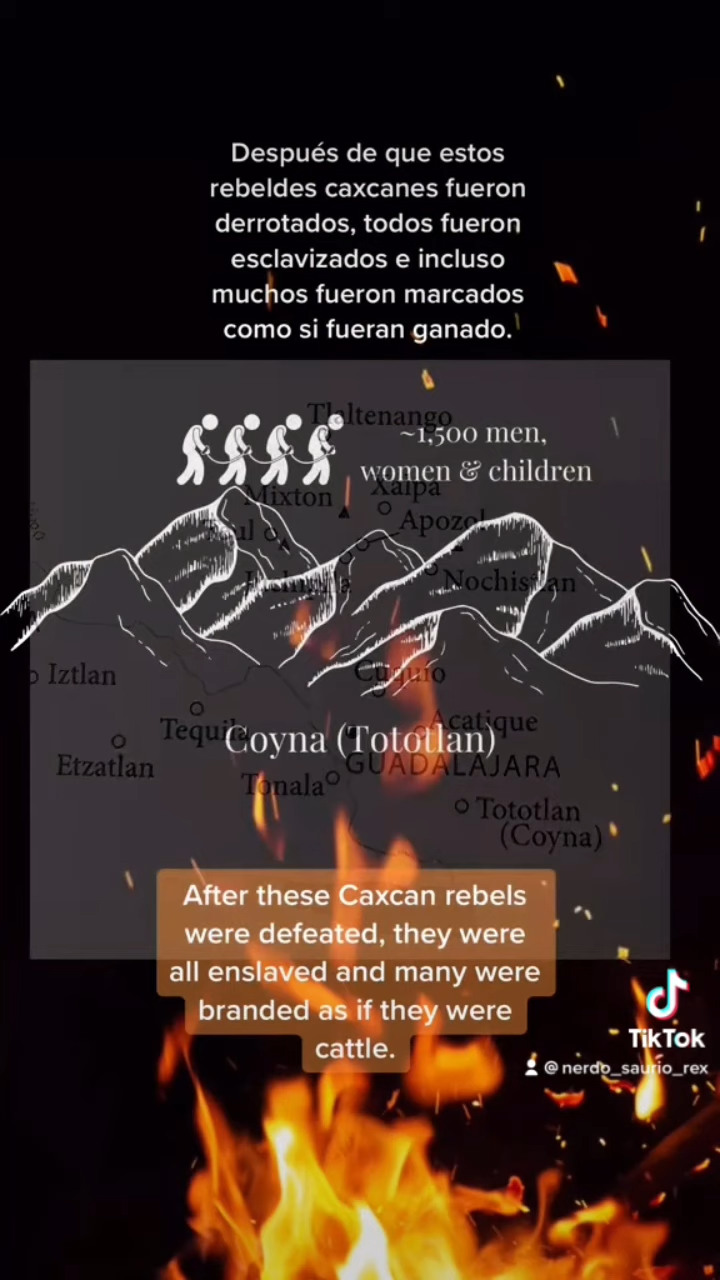 Después de que estos
rebeldes caxcanes fueron
derrotados, todos fueron
esclavizados e incluso
muchos fueron marcados
como si fueran ganado.
Tlaltenango
~1,500 men,
women & children
Mixton
Xalpa
Apozol
Nochistlan
Iztlan
Cuquio
Tequila
Acatique
Coyna (Tototlan)
Etzatlan
GUADALAJARA
Tonala
Tototlan
(Coyna)
After these Caxcan rebels
were defeated, they were
all enslaved and many were
branded as if they were
cattle.
TikTok
@nerdo_saurio_rex